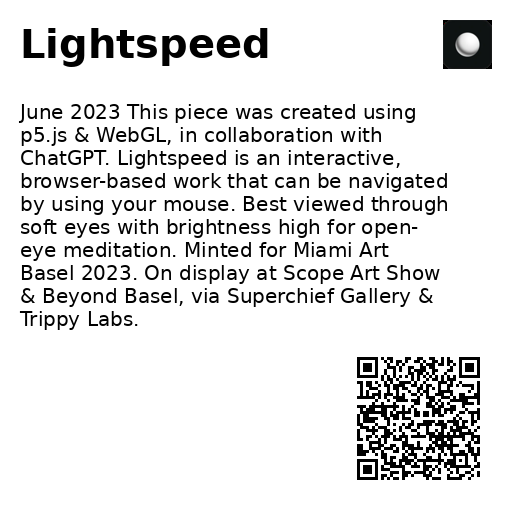 Lightspeed
June 2023 This piece was created using
p5.js & WebGL, in collaboration with
ChatGPT. Lightspeed is an interactive,
browser-based work that can be navigated
by using your mouse. Best viewed through
soft eyes with brightness high for open-
eye meditation. Minted for Miami Art
Basel 2023. On display at Scope Art Show
& Beyond Basel, via Superchief Gallery &
Trippy Labs.